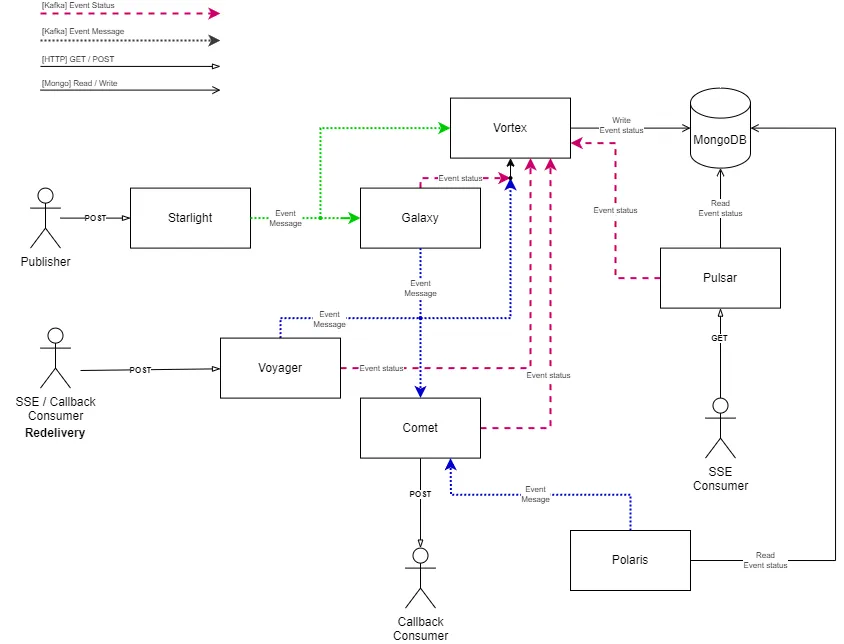 [Kafka] Event Status
[Kafka] Event Message
[HTTP] GET / POST
[Mongo] Read / Write
Vortex
Write
Event status
MongoDB
Event status
Starlight
POST
Event
Message
Galaxy
Read
Event status
Event status
Publisher
Pulsar
Event
Message
Event
Message
GET
Voyager
POST
Event status
Event status
SSE / Callback
Consumer
Redelivery
Comet
SSE
Consumer
POST
Event
Mesage
Polaris
Read
Event status
Callback
Consumer